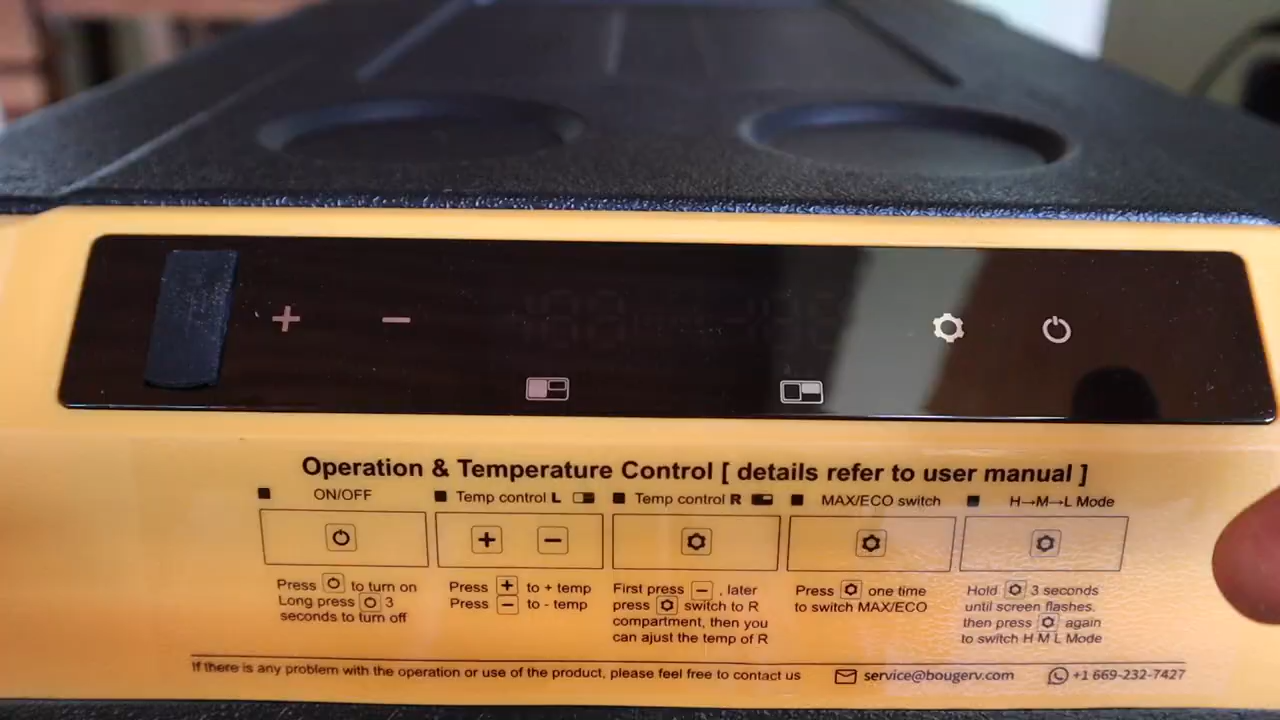 Operation & Temperature Control [ details refer to user manual ]
ON/OFF
Temp control L
Temp control R
MAX/ECO switch
H→M→L Mode
Press to turn on
Long press 3
seconds to turn off
Press + to + temp
Press − to - temp
First press − , later
press switch to R
compartment, then you
can ajust the temp of R
Press one time
to switch MAX/ECO
Hold 3 seconds
until screen flashes.
then press again
to switch H M L Mode
If there is any problem with the operation or use of the product, please feel free to contact us
service@bougerv.com
+1 669-232-7427